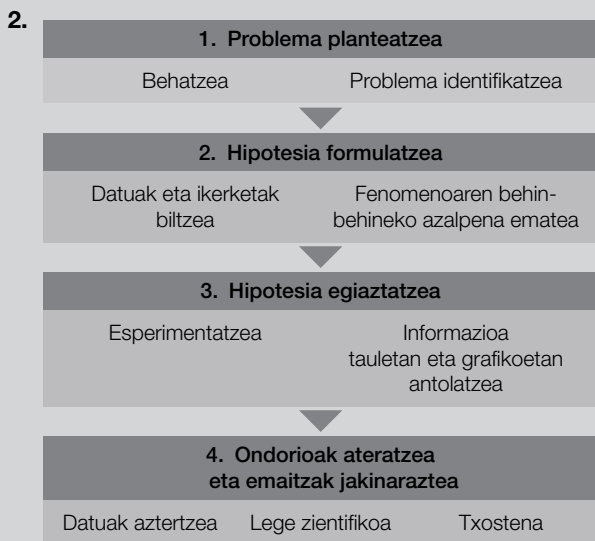 2.
1. Problema planteatzea
Behatzea Problema identifikatzea
2. Hipotesia formulatzea
Datuak eta ikerketak
biltzea
Fenomenoaren behin-
behineko azalpena ematea
3. Hipotesia egiaztatzea
Esperimentatzea
Informazioa
tauletan eta grafikoetan
antolatzea
4. Ondorioak ateratzea
eta emaitzak jakinaraztea
Datuak aztertzea Lege zientifikoa Txostena